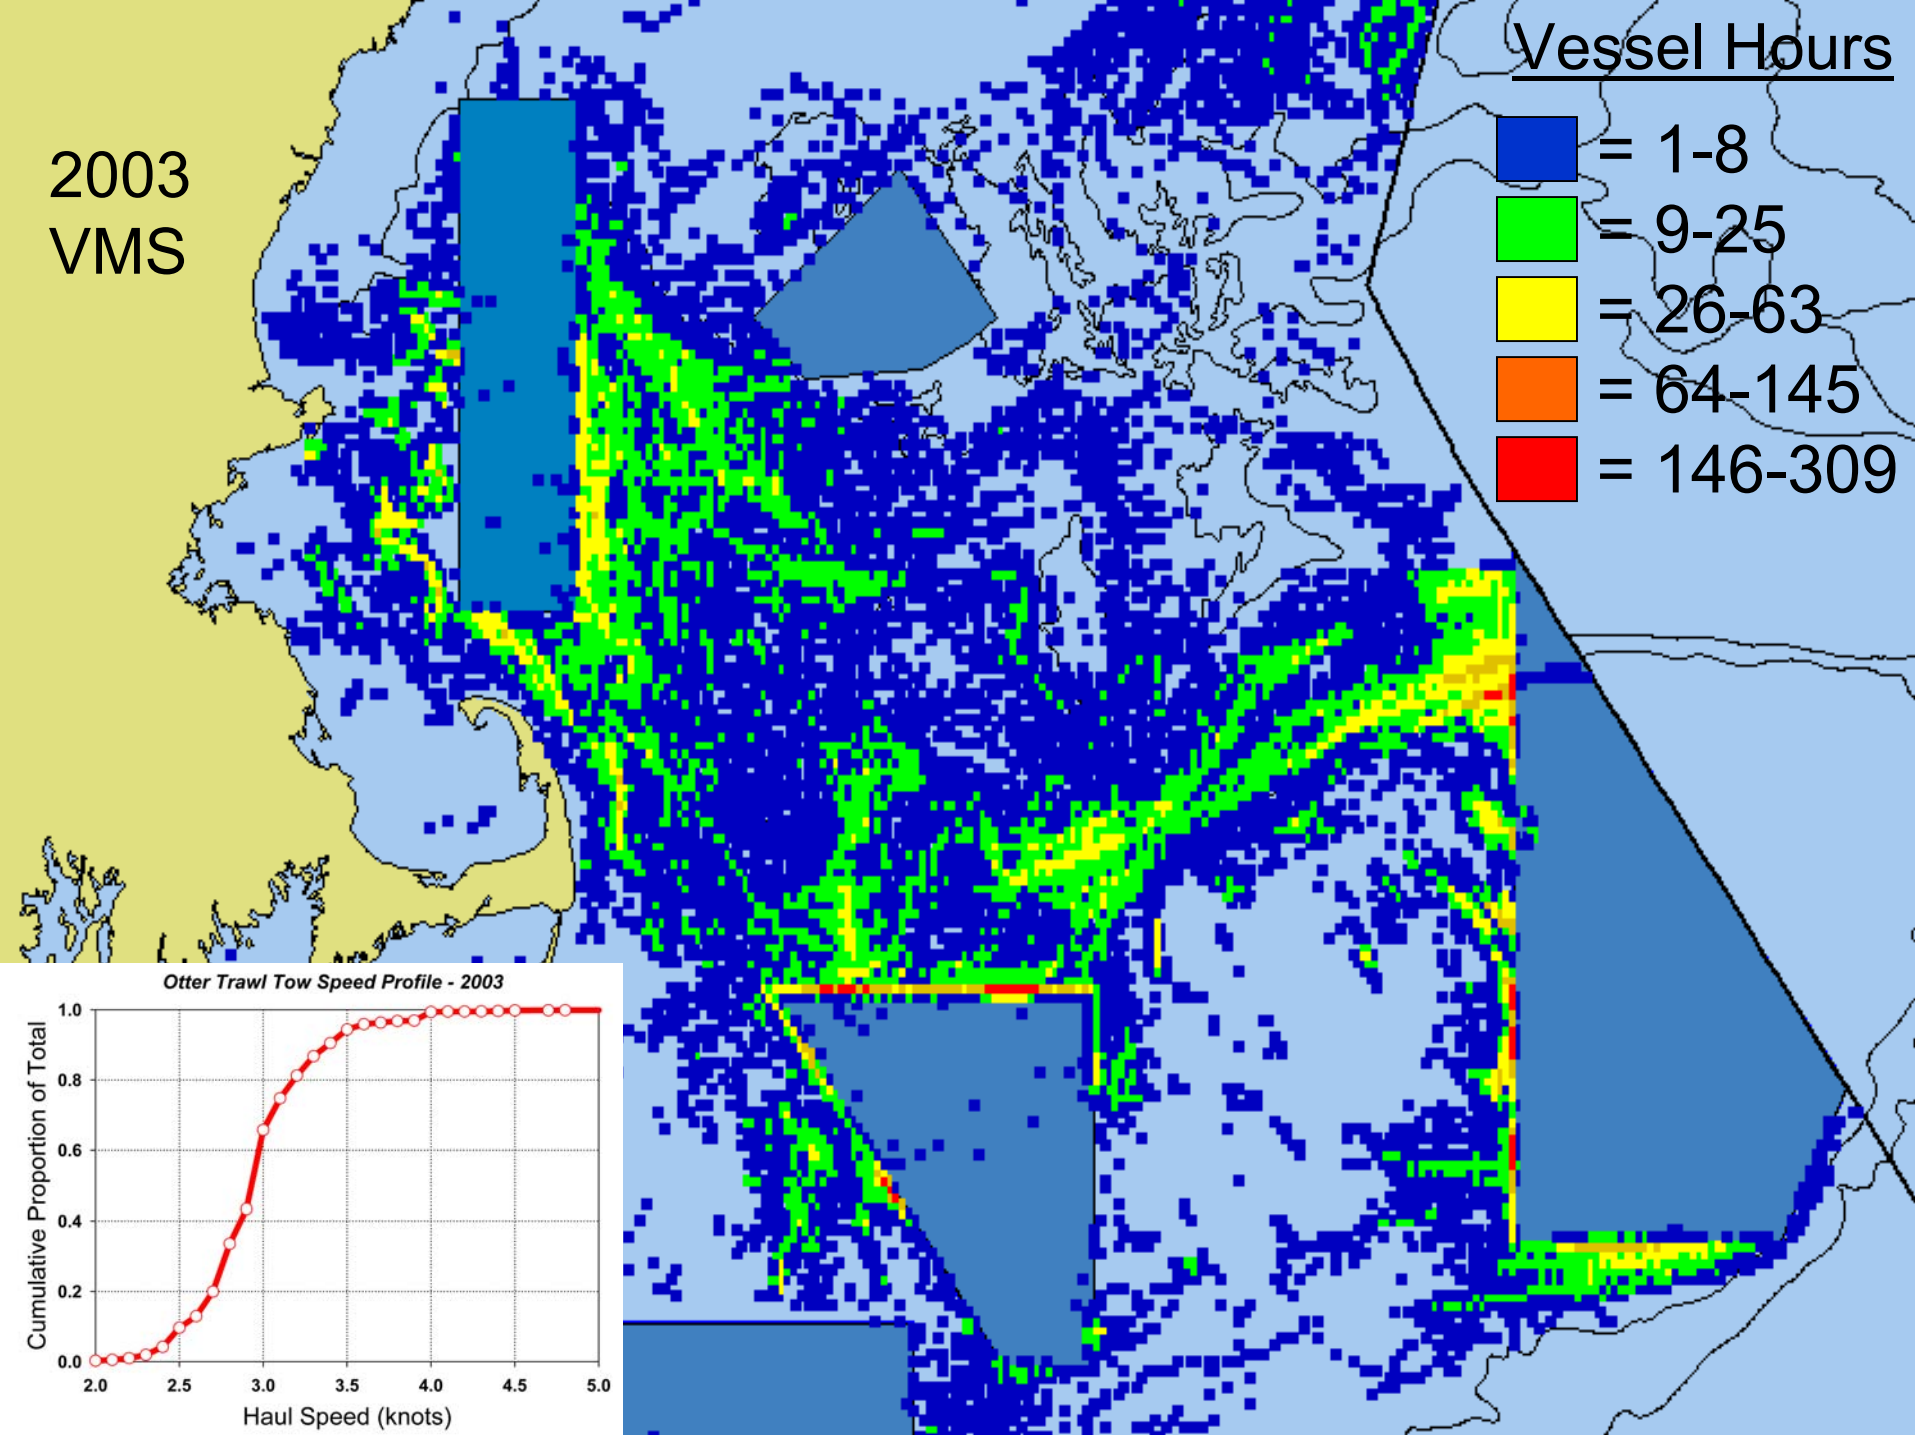 2003
VMS
Vessel Hours
= 1-8
= 9-25
= 26-63
= 64-145
= 146-309
Otter Trawl Tow Speed Profile - 2003
Cumulative Proportion of Total
1.0
0.8
0.6
0.4
0.2
0.0
2.0 2.5 3.0 3.5 4.0 4.5 5.0
Haul Speed (knots)